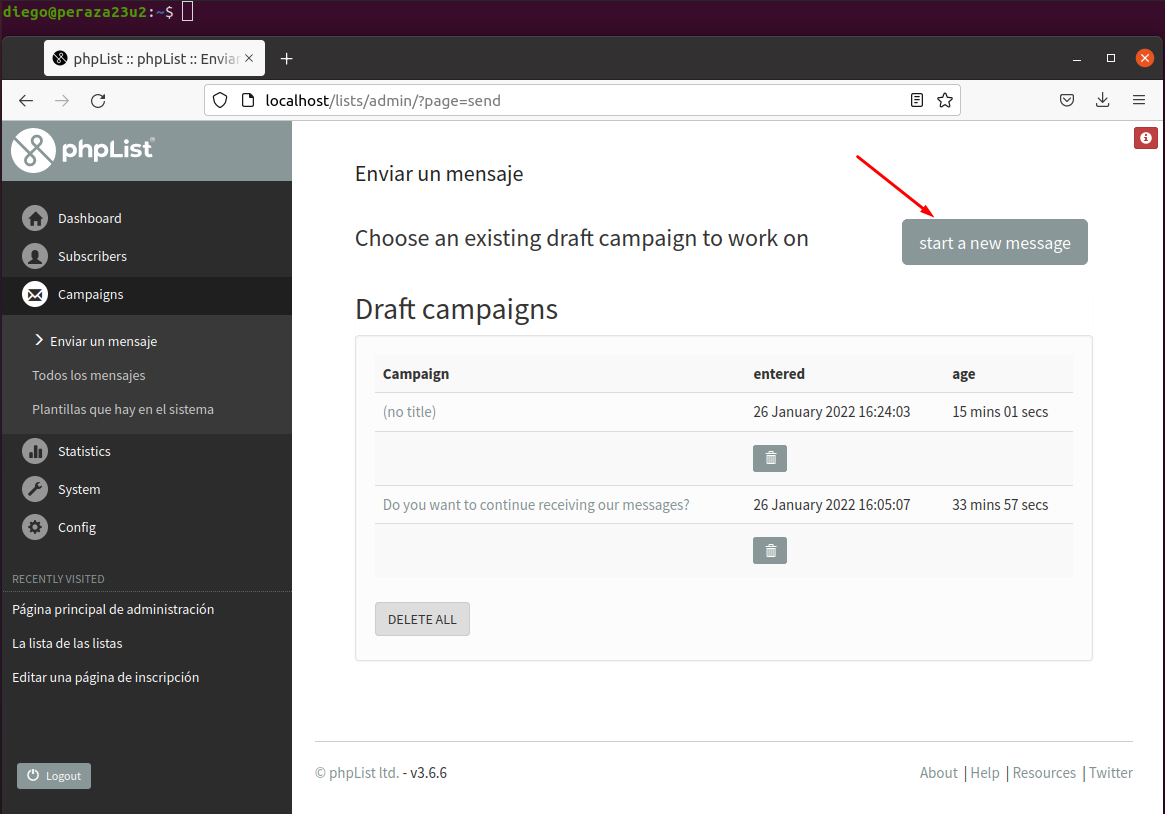 diego@peraza23u2:~$
phpList :: phpList :: Enviar
localhost/lists/admin/?page=send
phpList
Dashboard
Subscribers
Campaigns
Enviar un mensaje
Todos los mensajes
Plantillas que hay en el sistema
Statistics
System
Config
RECENTLY VISITED
Página principal de administración
La lista de las listas
Editar una página de inscripción
Logout
Enviar un mensaje
Choose an existing draft campaign to work on
start a new message
Draft campaigns
Campaign entered age
(no title) 26 January 2022 16:24:03 15 mins 01 secs
Do you want to continue receiving our messages? 26 January 2022 16:05:07 33 mins 57 secs
DELETE ALL
© phpList ltd. - v3.6.6
About | Help | Resources | Twitter